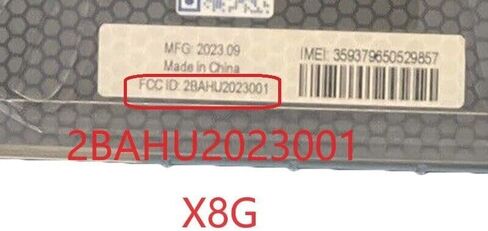 MFG: 2023.09
Made in China
FCC ID: 2BAHU2023001
IMEI: 359379650529857
2BAHU2023001
X8G